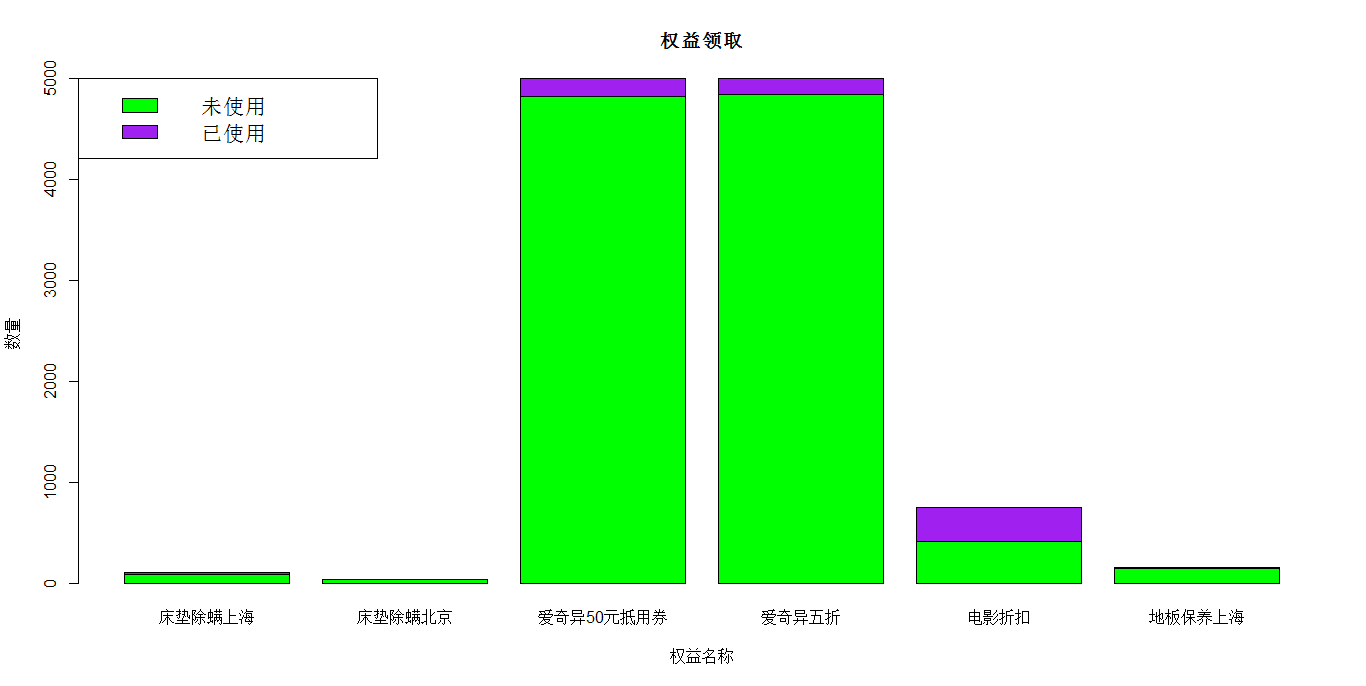 权益领取
未使用
已使用
5000
4000
3000
2000
1000
0
数量
床垫除螨上海
床垫除螨北京
爱奇异50元抵用券
爱奇异五折
电影折扣
地板保养上海
权益名称